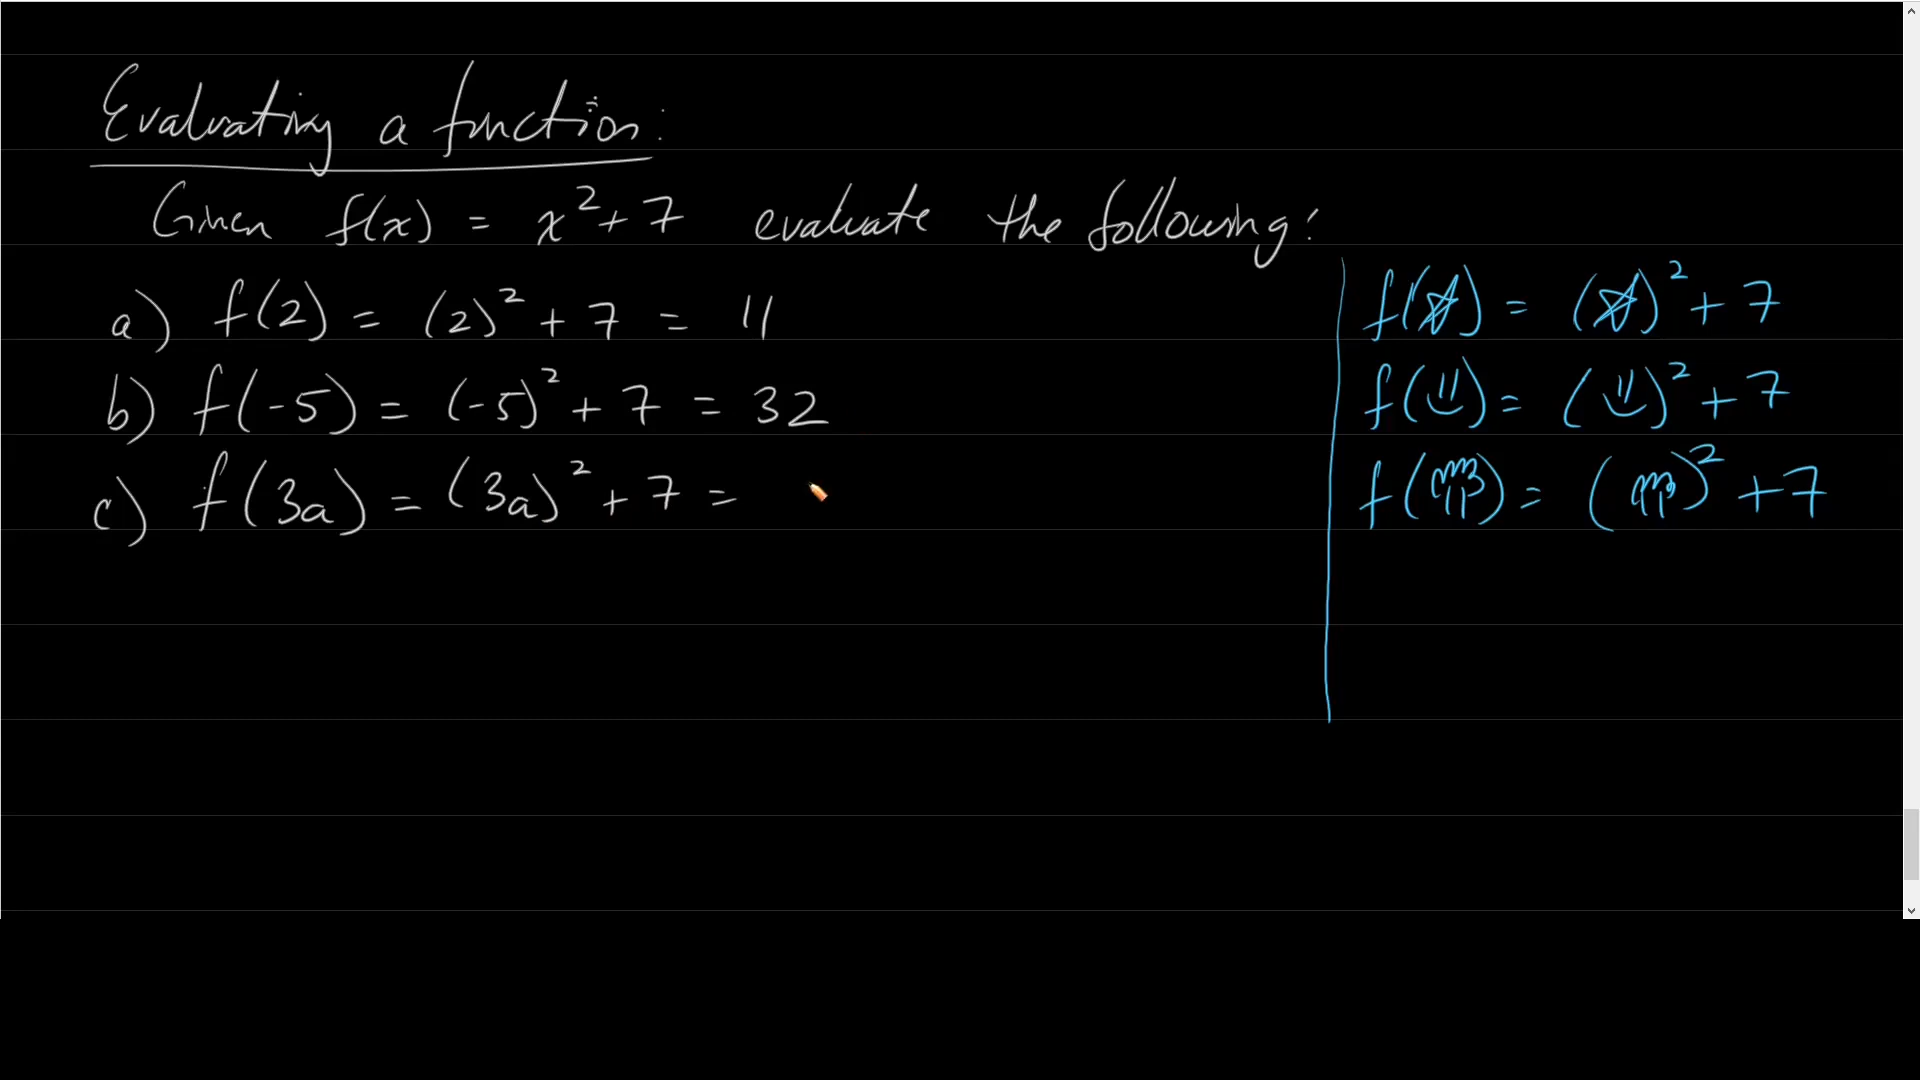 Evaluating a function:
Given f(x) = x² + 7 evaluate the following:
a) f(2) = (2)² + 7 = 11
b) f(-5) = (-5)² + 7 = 32
c) f(3a) = (3a)² + 7 =
f(☆) = (☆)² + 7
f(
) = (
)² + 7
f(
) = (
)² + 7